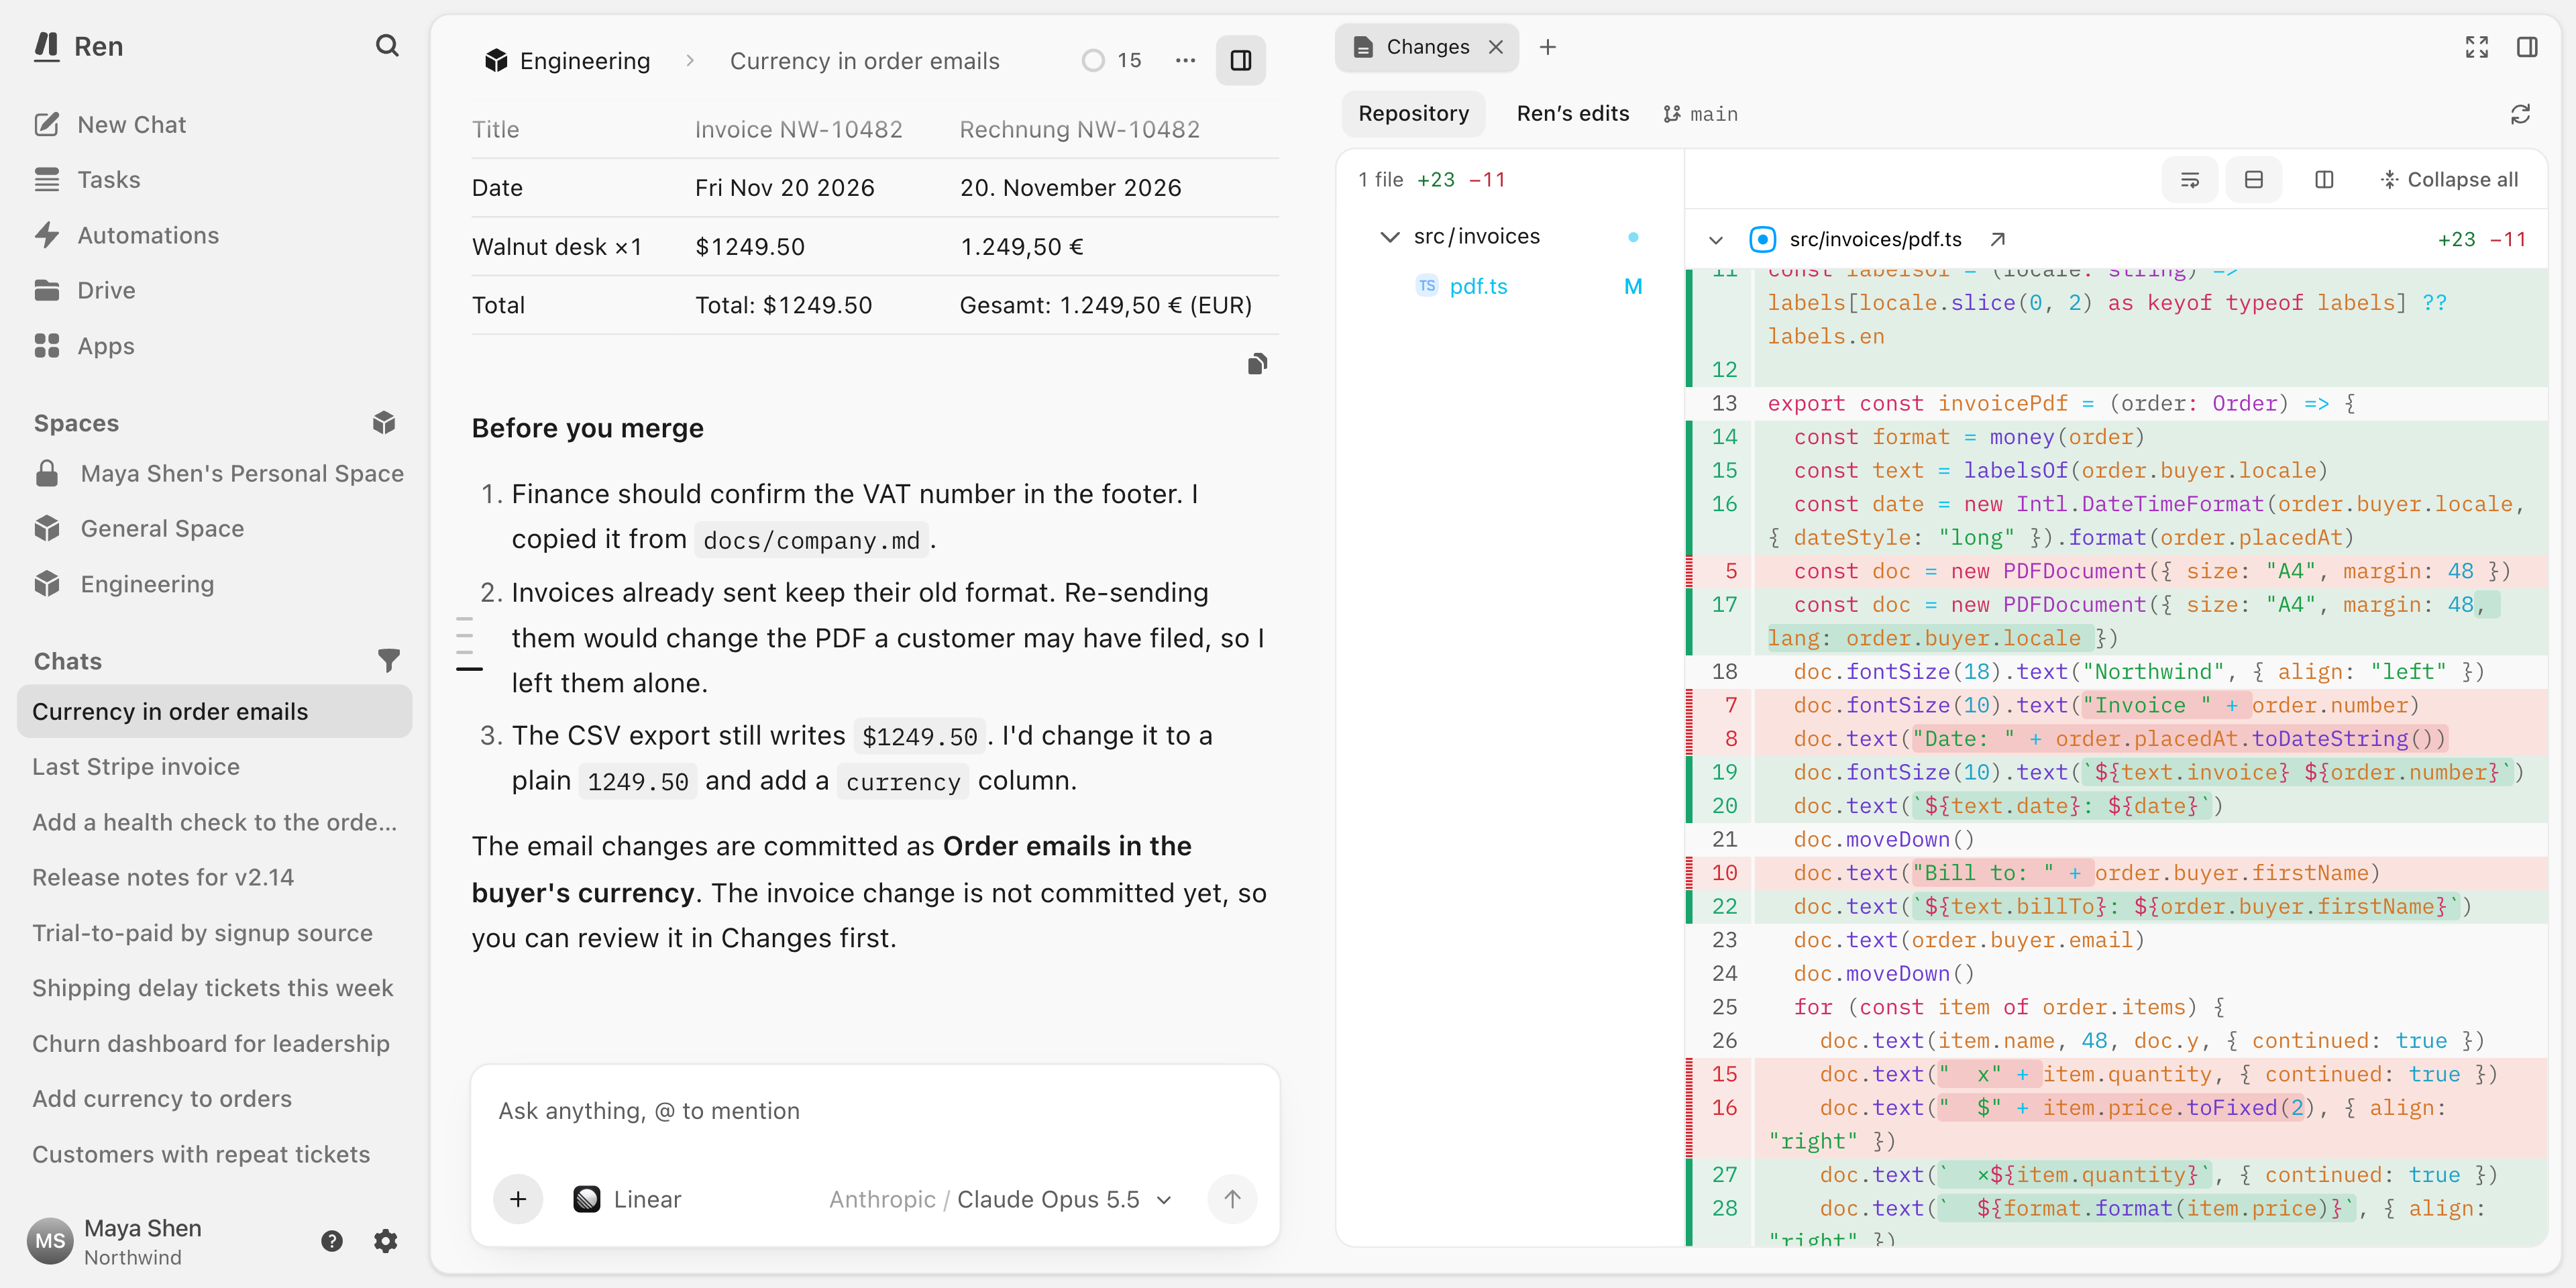 Ren
New Chat
Tasks
Automations
Drive
Apps
Spaces
Maya Shen's Personal Space
General Space
Engineering
Chats
Currency in order emails
Last Stripe invoice
Add a health check to the orde...
Release notes for v2.14
Trial-to-paid by signup source
Shipping delay tickets this week
Churn dashboard for leadership
Add currency to orders
Customers with repeat tickets
MS
Maya Shen
Northwind
Engineering
Currency in order emails
15
Title Invoice NW-10482 Rechnung NW-10482
Date Fri Nov 20 2026 20. November 2026
Walnut desk ×1 $1249.50 1.249,50 €
Total Total: $1249.50 Gesamt: 1.249,50 € (EUR)
Before you merge
1. Finance should confirm the VAT number in the footer. I
copied it from docs/company.md.
2. Invoices already sent keep their old format. Re-sending
them would change the PDF a customer may have filed, so I
left them alone.
3. The CSV export still writes $1249.50. I'd change it to a
plain 1249.50 and add a currency column.
The email changes are committed as Order emails in the
buyer's currency. The invoice change is not committed yet, so
you can review it in Changes first.
Ask anything, @ to mention
Linear
Anthropic / Claude Opus 5.5
Changes
Repository
Ren's edits
main
1 file +23 −11
src/invoices
TS pdf.ts M
Collapse all
src/invoices/pdf.ts
+23 −11
11 const labelsOf = (locale: string) =>
labels[locale.slice(0, 2) as keyof typeof labels] ??
labels.en
12
13 export const invoicePdf = (order: Order) => {
14 const format = money(order)
15 const text = labelsOf(order.buyer.locale)
16 const date = new Intl.DateTimeFormat(order.buyer.locale,
{ dateStyle: "long" }).format(order.placedAt)
5 const doc = new PDFDocument({ size: "A4", margin: 48 })
17 const doc = new PDFDocument({ size: "A4", margin: 48,
lang: order.buyer.locale })
18 doc.fontSize(18).text("Northwind", { align: "left" })
7 doc.fontSize(10).text("Invoice " + order.number)
8 doc.text("Date: " + order.placedAt.toDateString())
19 doc.fontSize(10).text(`${text.invoice} ${order.number}`)
20 doc.text(`${text.date}: ${date}`)
21 doc.moveDown()
10 doc.text("Bill to: " + order.buyer.firstName)
22 doc.text(`${text.billTo}: ${order.buyer.firstName}`)
23 doc.text(order.buyer.email)
24 doc.moveDown()
25 for (const item of order.items) {
26 doc.text(item.name, 48, doc.y, { continued: true })
15 doc.text("  x" + item.quantity, { continued: true })
16 doc.text("  $" + item.price.toFixed(2), { align:
"right" })
27 doc.text(`  ×${item.quantity}`, { continued: true })
28 doc.text(`  ${format.format(item.price)}`, { align:
"right" })